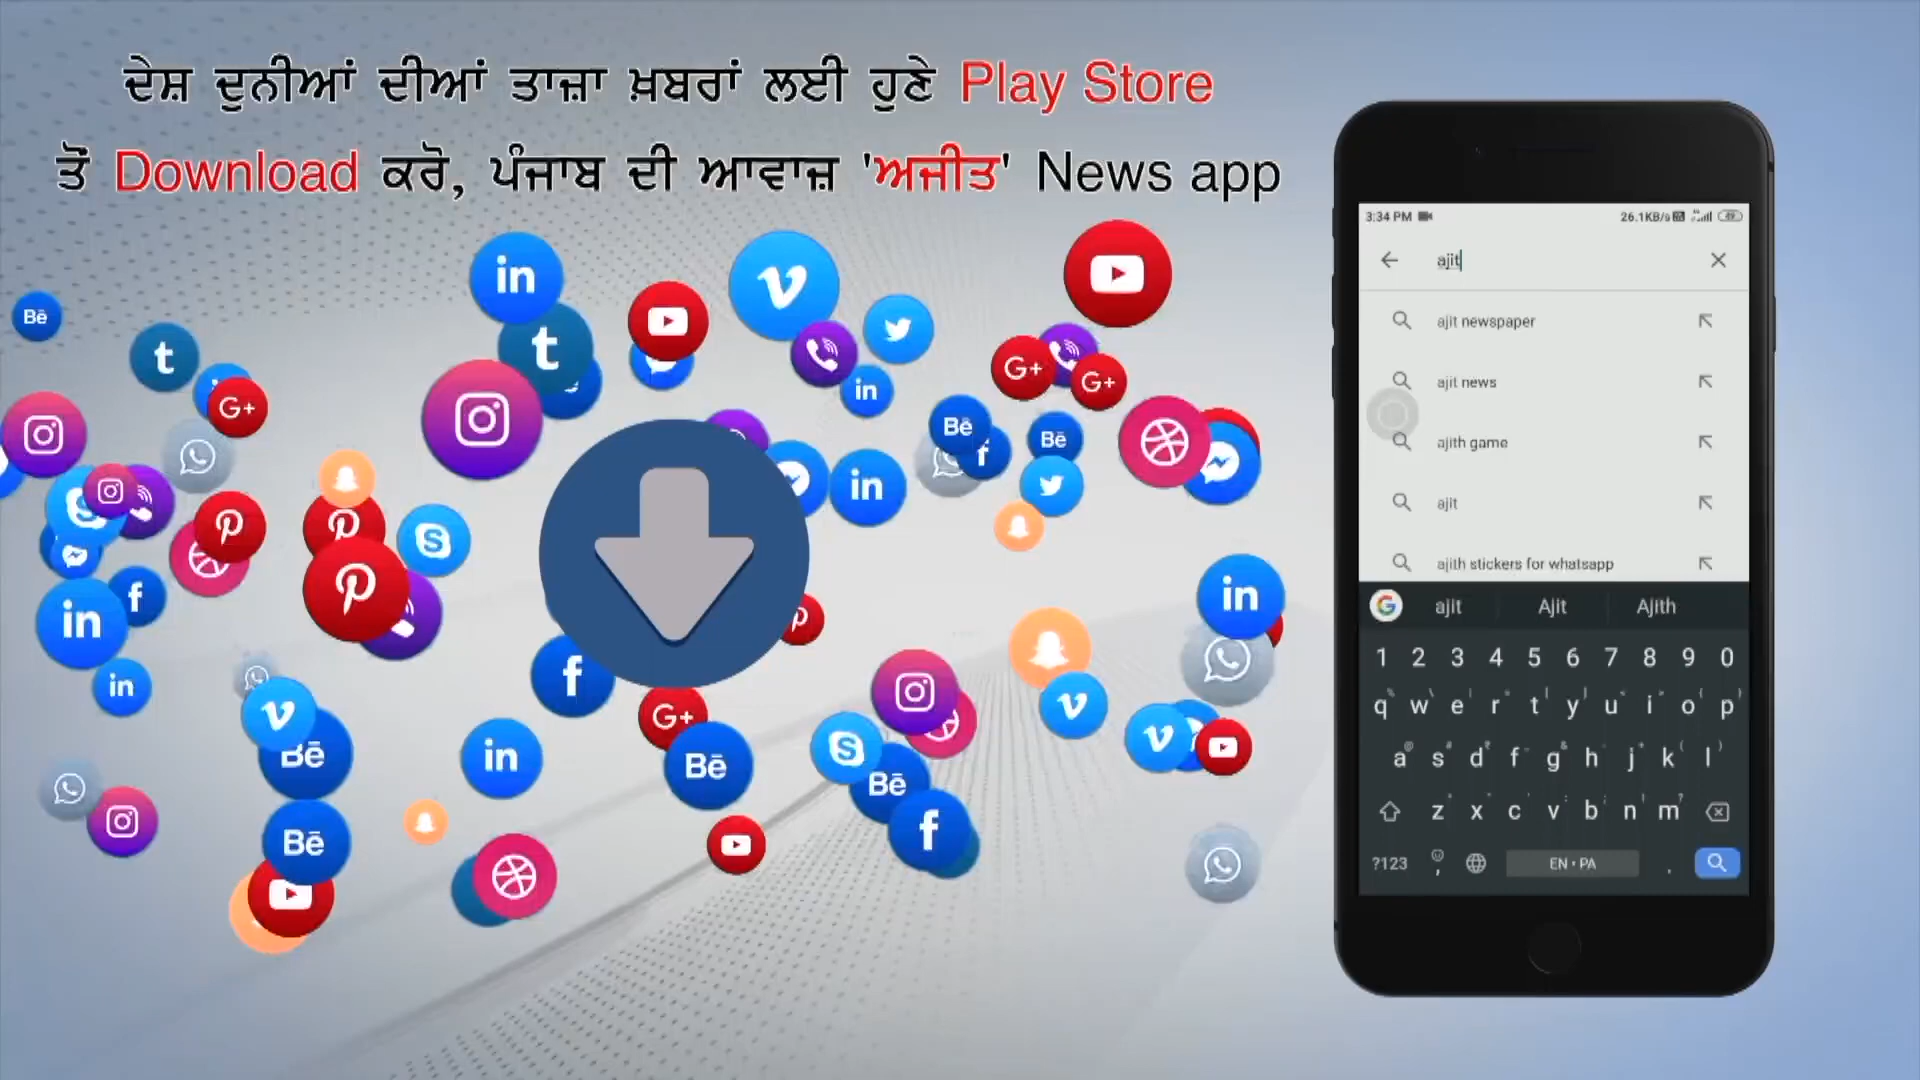 ਦੇਸ਼ ਦੁਨੀਆਂ ਦੀਆਂ ਤਾਜ਼ਾ ਖ਼ਬਰਾਂ ਲਈ ਹੁਣੇ Play Store
ਤੋਂ Download ਕਰੋ, ਪੰਜਾਬ ਦੀ ਆਵਾਜ਼ 'ਅਜੀਤ' News app
3:34 PM 26.1KB/s 49
ajit
ajit newspaper
ajit news
ajith game
ajit
ajith stickers for whatsapp
ajit Ajit Ajith
1 2 3 4 5 6 7 8 9 0
q w e r t y u i o p
a s d f g h j k l
z x c v b n m
?123 , EN • PA .